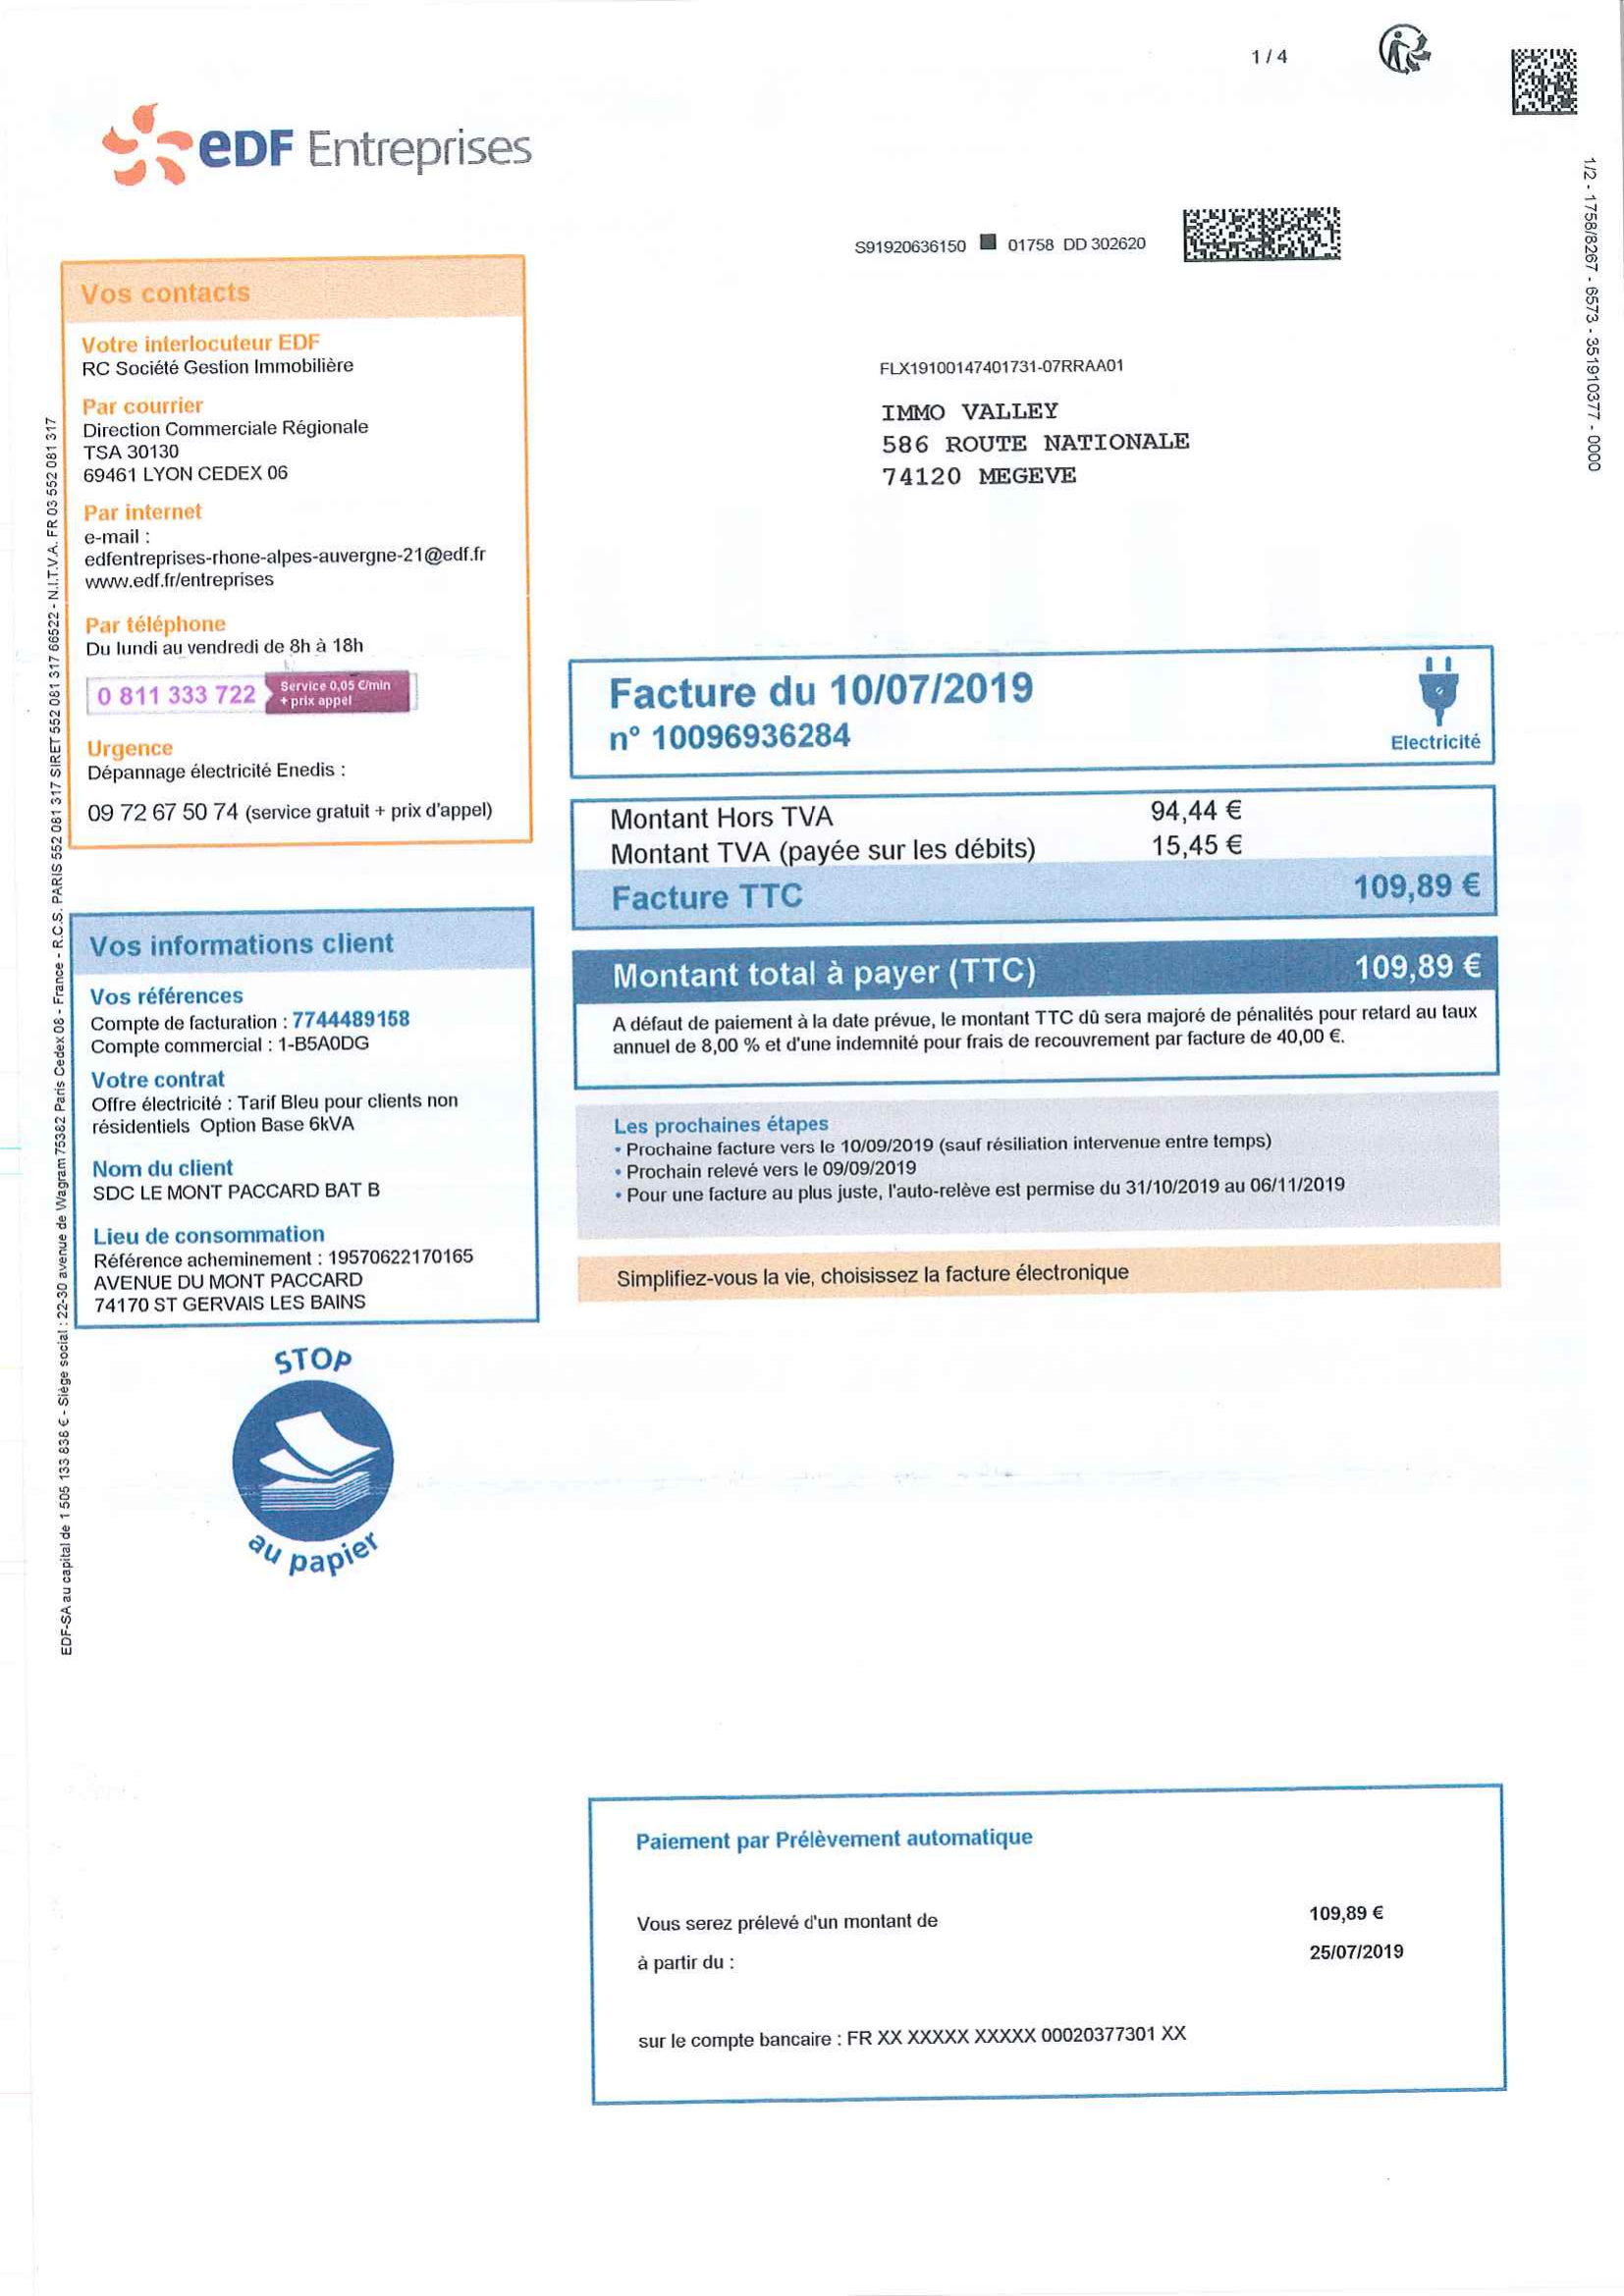 1 / 4
eDF Entreprises
S91920636150 01758 DD 302620
1/2 - 1758/8267 - 6573 - 351910377 - 0000
Vos contacts
Votre interlocuteur EDF
RC Société Gestion Immobilière
Par courrier
Direction Commerciale Régionale
TSA 30130
69461 LYON CEDEX 06
Par internet
e-mail :
edfentreprises-rhone-alpes-auvergne-21@edf.fr
www.edf.fr/entreprises
Par téléphone
Du lundi au vendredi de 8h à 18h
0 811 333 722
Service 0,05 €/min
+ prix appel
Urgence
Dépannage électricité Enedis :
09 72 67 50 74 (service gratuit + prix d'appel)
FLX19100147401731-07RRAA01
IMMO VALLEY
586 ROUTE NATIONALE
74120 MEGEVE
Facture du 10/07/2019
n° 10096936284
Electricité
Montant Hors TVA 94,44 €
Montant TVA (payée sur les débits) 15,45 €
Facture TTC 109,89 €
Montant total à payer (TTC) 109,89 €
A défaut de paiement à la date prévue, le montant TTC dû sera majoré de pénalités pour retard au taux
annuel de 8,00 % et d'une indemnité pour frais de recouvrement par facture de 40,00 €.
Les prochaines étapes
• Prochaine facture vers le 10/09/2019 (sauf résiliation intervenue entre temps)
• Prochain relevé vers le 09/09/2019
• Pour une facture au plus juste, l'auto-relève est permise du 31/10/2019 au 06/11/2019
Simplifiez-vous la vie, choisissez la facture électronique
Vos informations client
Vos références
Compte de facturation : 7744489158
Compte commercial : 1-B5A0DG
Votre contrat
Offre électricité : Tarif Bleu pour clients non
résidentiels Option Base 6kVA
Nom du client
SDC LE MONT PACCARD BAT B
Lieu de consommation
Référence acheminement : 19570622170165
AVENUE DU MONT PACCARD
74170 ST GERVAIS LES BAINS
STOP
au papier
EDF-SA au capital de 1 505 133 838 € - Siège social : 22-30 avenue de Wagram 75382 Paris Cedex 08 - France - R.C.S. PARIS 552 081 317 SIRET 552 081 317 66522 - N.I.T.V.A. FR 03 552 081 317
Paiement par Prélèvement automatique
Vous serez prélevé d'un montant de 109,89 €
à partir du : 25/07/2019
sur le compte bancaire : FR XX XXXXX XXXXX 00020377301 XX